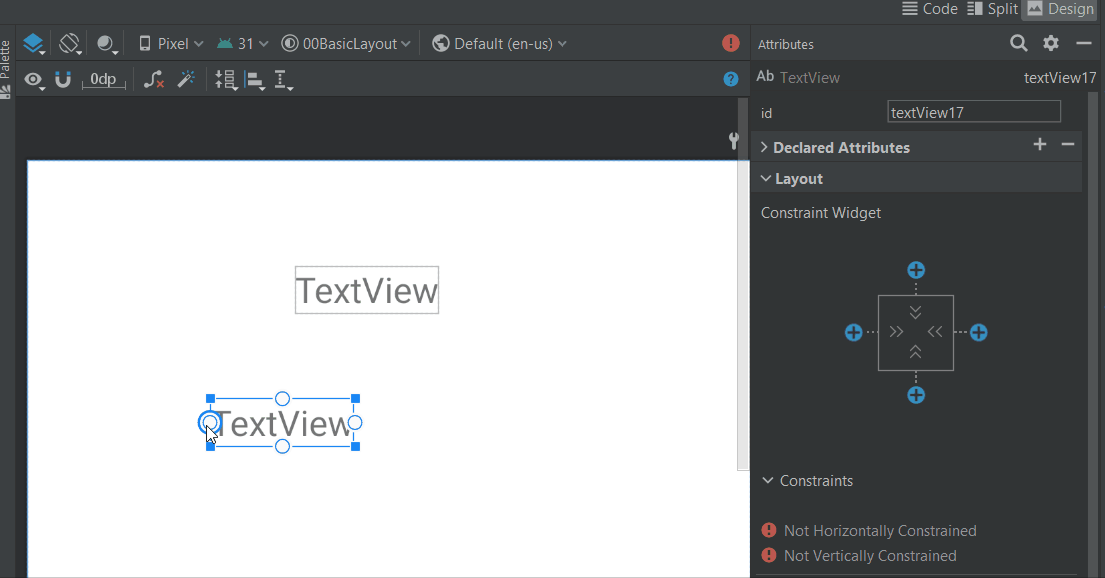 Code Split Design
Palette
Pixel 31 00BasicLayout Default (en-us)
Attributes
0dp
?
Ab TextView textView17
id textView17
Declared Attributes
Layout
Constraint Widget
TextView
TextView
Constraints
Not Horizontally Constrained
Not Vertically Constrained